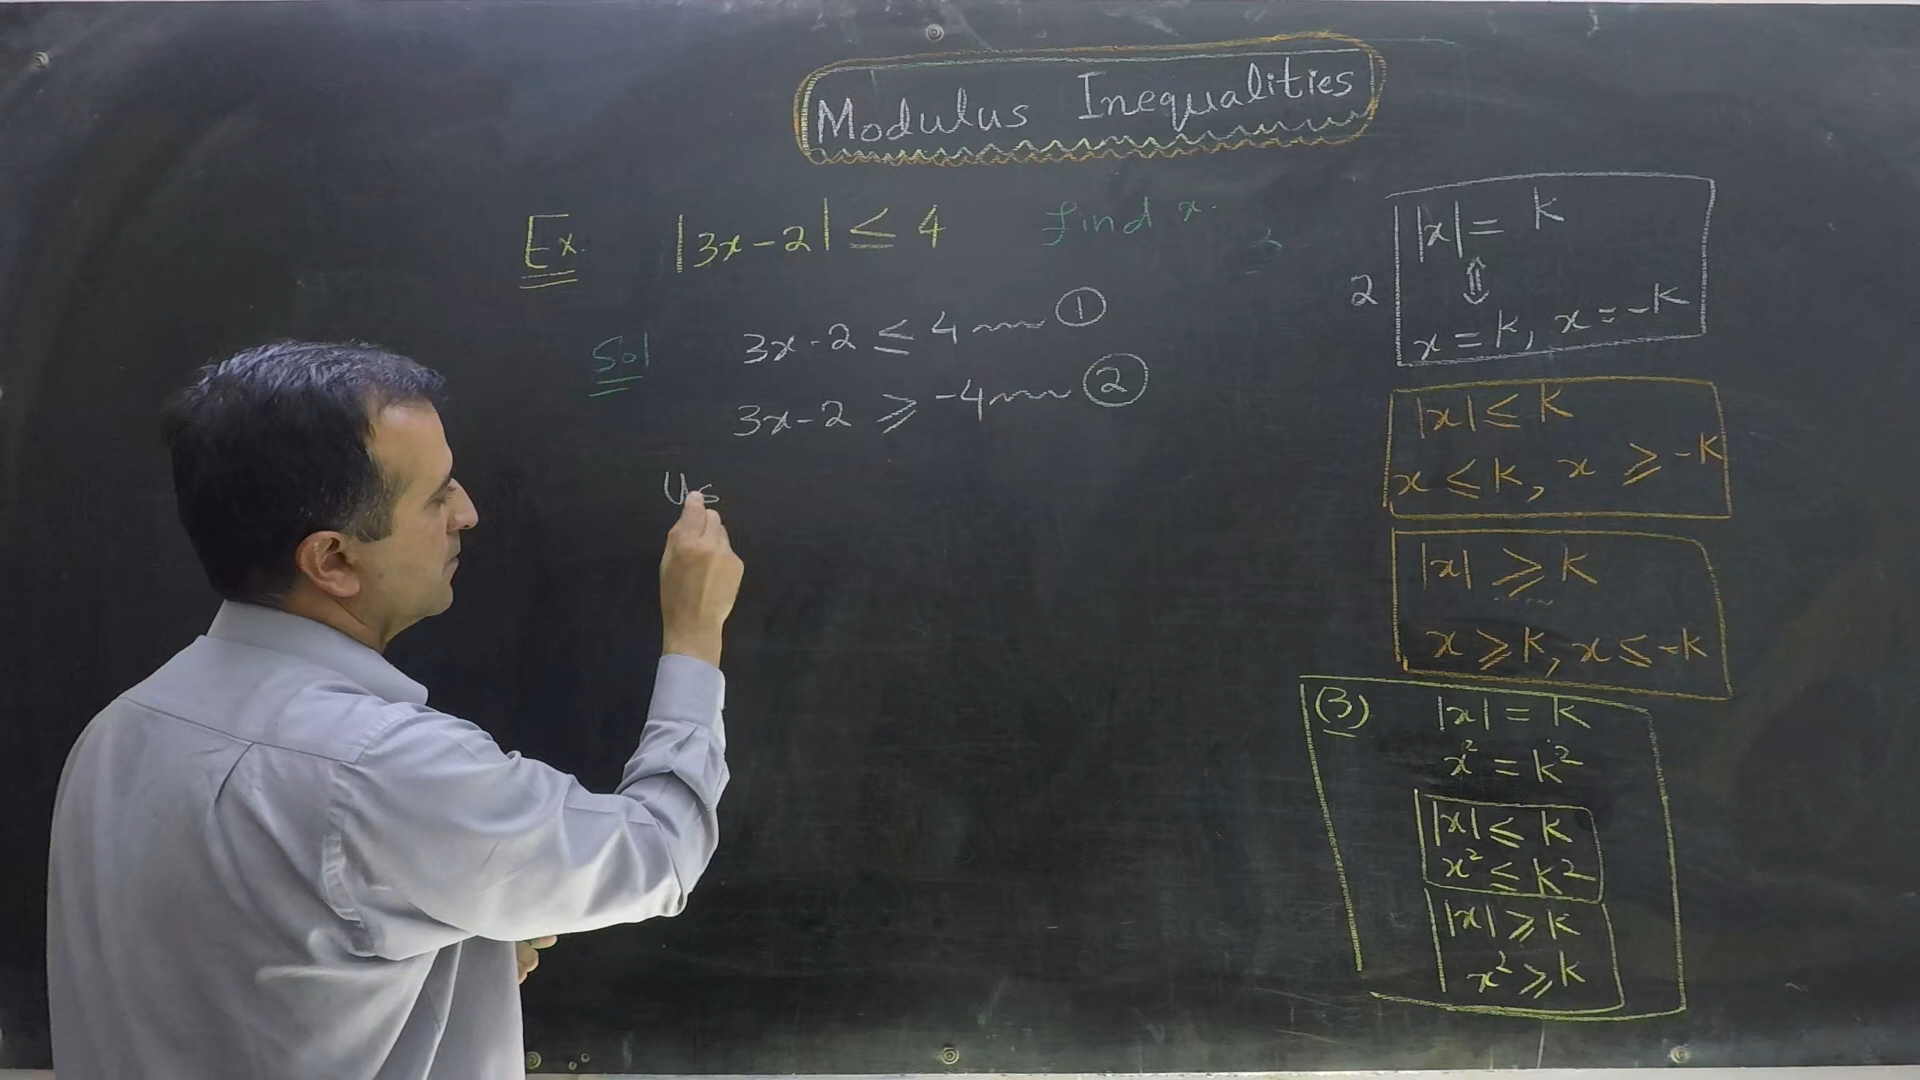 Modulus Inequalities
Ex. |3x-2| ≤ 4 find x.
Sol 3x-2 ≤ 4 ①
3x-2 ≥ -4 ②
Us
2
|x| = K
⇕
x = K, x = -K
|x| ≤ K
x ≤ K, x ≥ -K
|x| ≥ K
x ≥ K, x ≤ -K
(3) |x| = K
x² = K²
|x| ≤ K
x² ≤ K²
|x| ≥ K
x² ≥ K